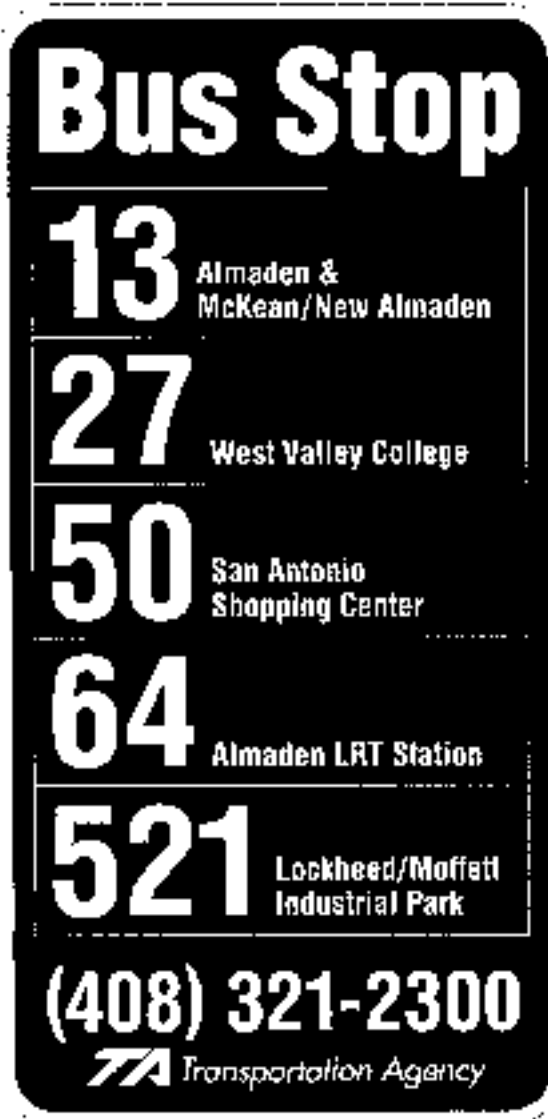 Bus Stop
13 Almaden &
McKean/New Almaden
27 West Valley College
50 San Antonio
Shopping Center
64 Almaden LRT Station
521 Lockheed/Moffett
Industrial Park
(408) 321-2300
TA Transportation Agency